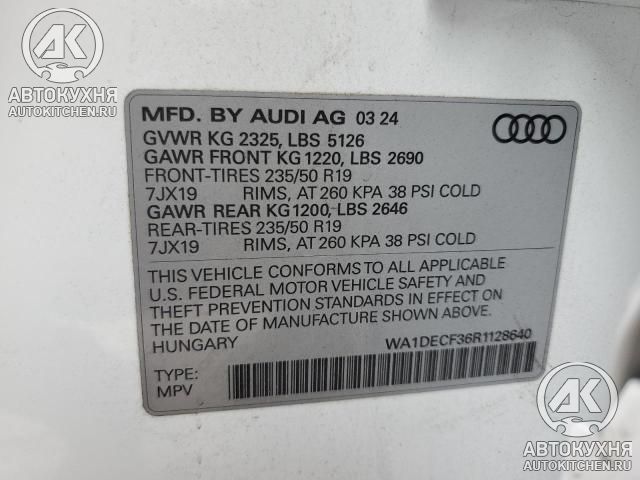 AK
АВТОКУХНЯ
AUTOKITCHEN.RU
MFD. BY AUDI AG 03 24
GVWR KG 2325, LBS 5126
GAWR FRONT KG 1220, LBS 2690
FRONT-TIRES 235/50 R19
7JX19 RIMS, AT 260 KPA 38 PSI COLD
GAWR REAR KG 1200, LBS 2646
REAR-TIRES 235/50 R19
7JX19 RIMS, AT 260 KPA 38 PSI COLD
THIS VEHICLE CONFORMS TO ALL APPLICABLE
U.S. FEDERAL MOTOR VEHICLE SAFETY AND
THEFT PREVENTION STANDARDS IN EFFECT ON
THE DATE OF MANUFACTURE SHOWN ABOVE.
HUNGARY WA1DECF36R1128640
TYPE:
MPV
AK
АВТОКУХНЯ
AUTOKITCHEN.RU